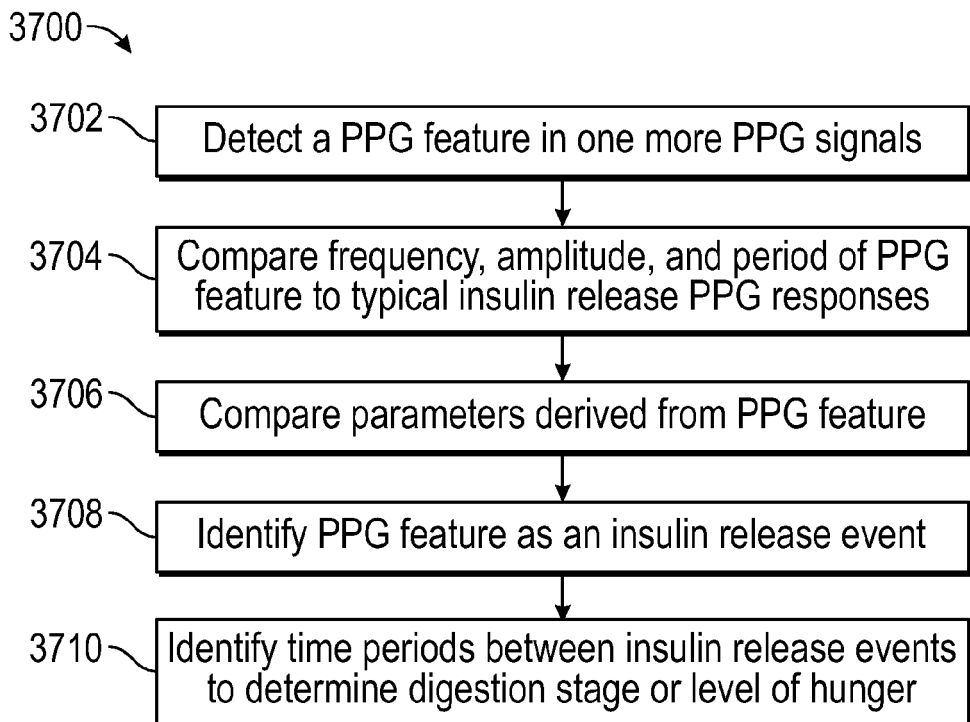 3700
3702
Detect a PPG feature in one more PPG signals
3704
Compare frequency, amplitude, and period of PPG
feature to typical insulin release PPG responses
3706
Compare parameters derived from PPG feature
3708
Identify PPG feature as an insulin release event
3710
Identify time periods between insulin release events
to determine digestion stage or level of hunger